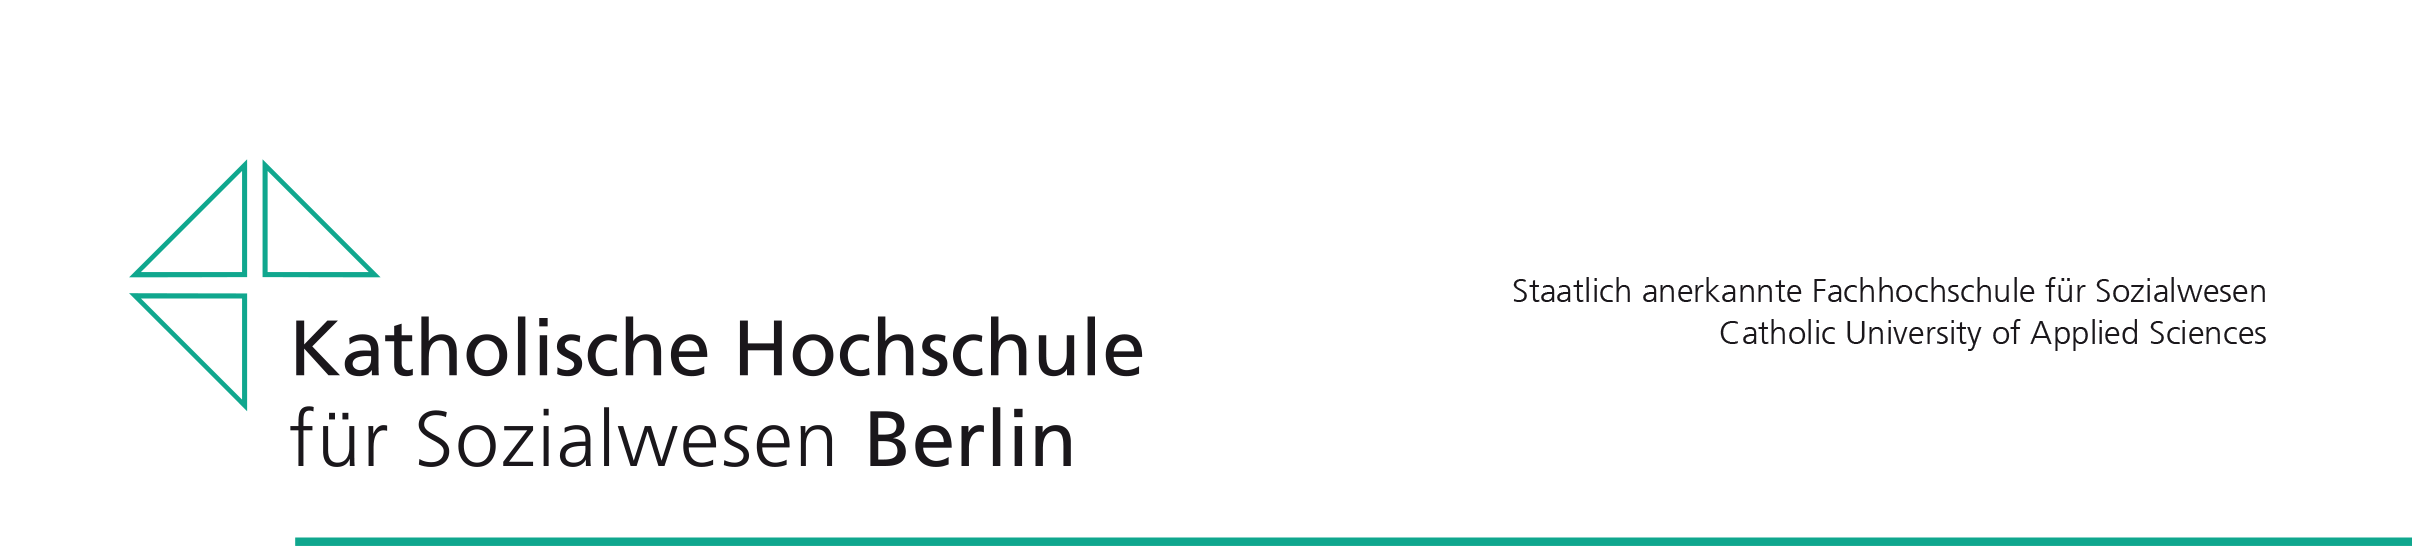 Katholische Hochschule
für Sozialwesen Berlin
Staatlich anerkannte Fachhochschule für Sozialwesen
Catholic University of Applied Sciences